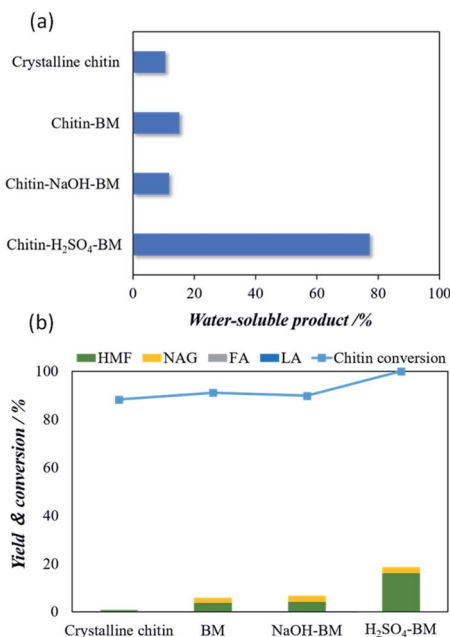 (a)
Crystalline chitin
Chitin-BM
Chitin-NaOH-BM
Chitin-H₂SO₄-BM
0 20 40 60 80 100
Water-soluble product /%
(b)
HMF NAG FA LA Chitin conversion
100
80
60
40
20
0
Yield & conversion / %
Crystalline chitin BM NaOH-BM H₂SO₄-BM